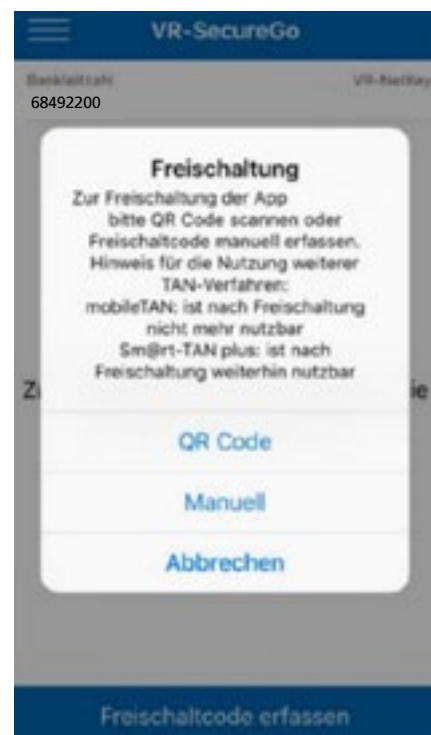 VR-SecureGo
Bankleitzahl VR-NetKey
68492200
Freischaltung
Zur Freischaltung der App
bitte QR Code scannen oder
Freischaltcode manuell erfassen.
Hinweis für die Nutzung weiterer
TAN-Verfahren:
mobileTAN: ist nach Freischaltung
nicht mehr nutzbar
Sm@rt-TAN plus: ist nach
Freischaltung weiterhin nutzbar
QR Code
Manuell
Abbrechen
Freischaltcode erfassen